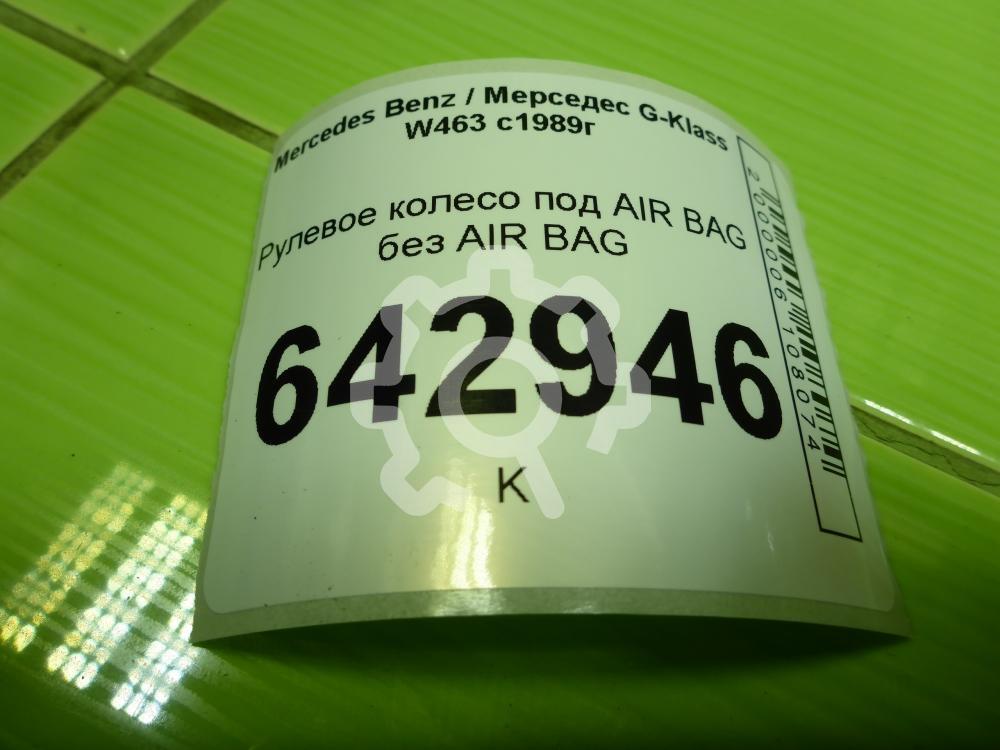 Mercedes Benz / Мерседес G-Klass
W463 с1989г
Рулевое колесо под AIR BAG
без AIR BAG
642946
К
2000006108074